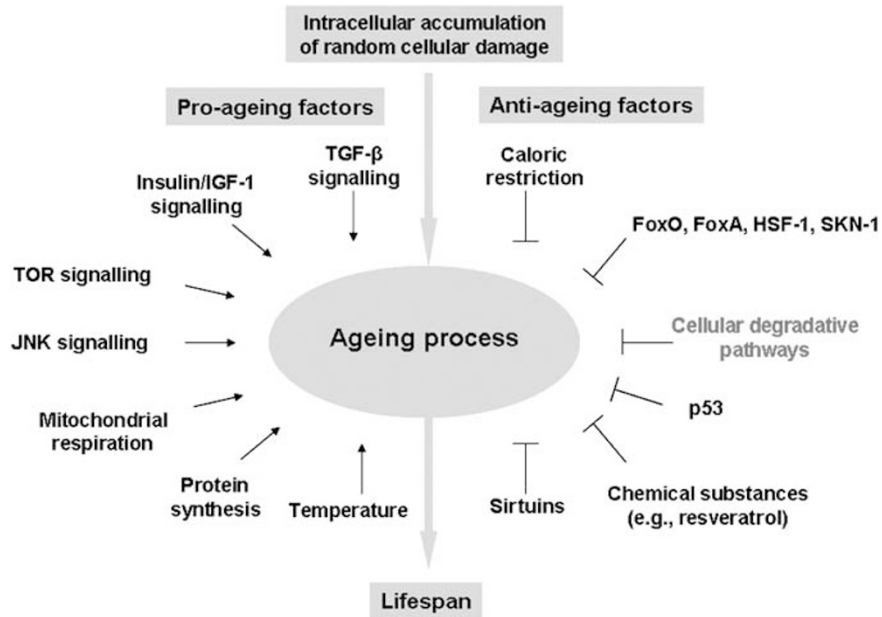 Intracellular accumulation
of random cellular damage
Pro-ageing factors
Anti-ageing factors
TGF-β
signalling
Caloric
restriction
Insulin/IGF-1
signalling
FoxO, FoxA, HSF-1, SKN-1
TOR signalling
JNK signalling
Ageing process
Cellular degradative
pathways
Mitochondrial
respiration
p53
Protein
synthesis
Temperature
Sirtuins
Chemical substances
(e.g., resveratrol)
Lifespan